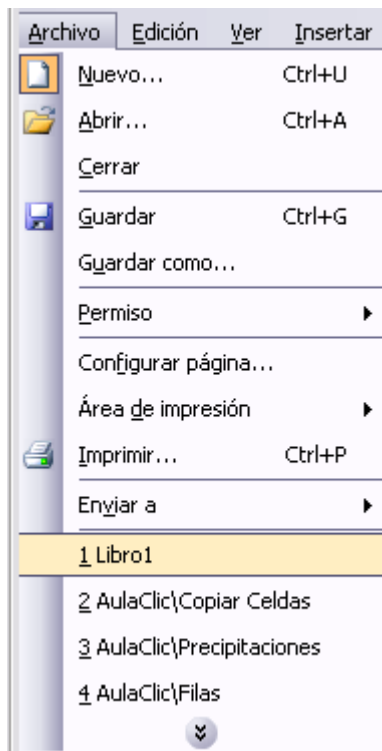 Archivo Edición Ver Insertar
Nuevo... Ctrl+U
Abrir... Ctrl+A
Cerrar
Guardar Ctrl+G
Guardar como...
Permiso
Configurar página...
Área de impresión
Imprimir... Ctrl+P
Enviar a
1 Libro1
2 AulaClic\Copiar Celdas
3 AulaClic\Precipitaciones
4 AulaClic\Filas